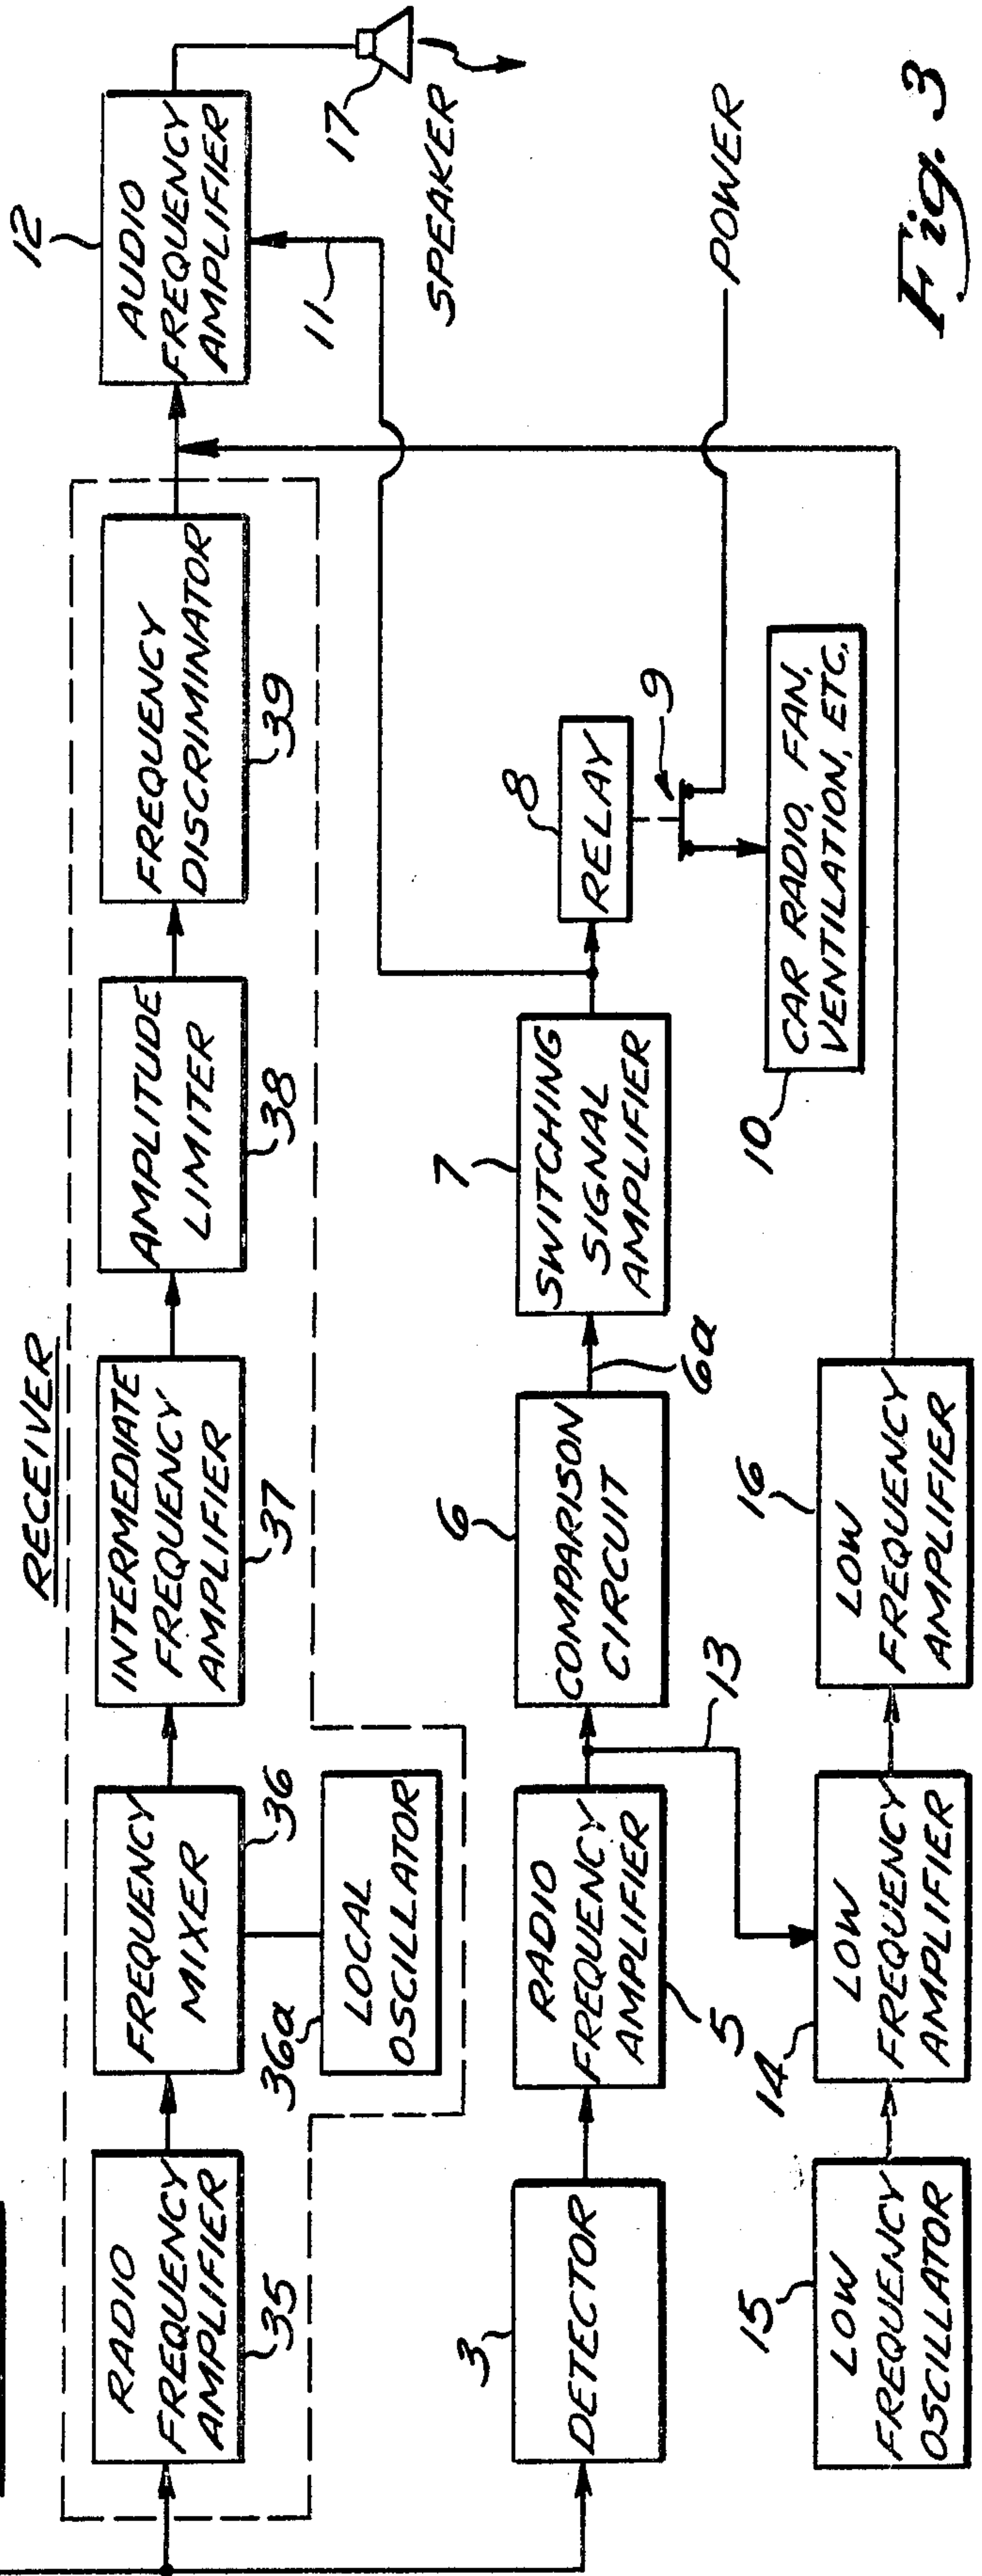 RECEIVER
RADIO
FREQUENCY
AMPLIFIER
35
FREQUENCY
MIXER
36
LOCAL
OSCILLATOR
36a
INTERMEDIATE
FREQUENCY
AMPLIFIER
37
AMPLITUDE
LIMITER
38
FREQUENCY
DISCRIMINATOR
39
12
AUDIO
FREQUENCY
AMPLIFIER
11
17
SPEAKER
3
DETECTOR
RADIO
FREQUENCY
AMPLIFIER
5
13
6
COMPARISON
CIRCUIT
6a
7
SWITCHING
SIGNAL
AMPLIFIER
8
RELAY
9
POWER
10
CAR RADIO, FAN,
VENTILATION, ETC.
15
LOW
FREQUENCY
OSCILLATOR
14
LOW
FREQUENCY
AMPLIFIER
16
LOW
FREQUENCY
AMPLIFIER
Fig. 3